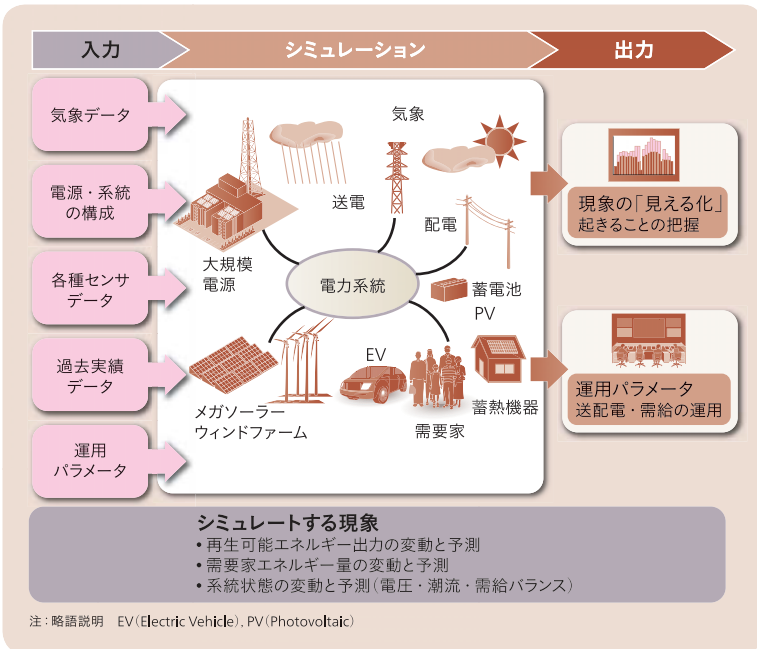 入力
シミュレーション
出力
気象データ
電源・系統
の構成
各種センサ
データ
過去実績
データ
運用
パラメータ
気象
送電
配電
大規模
電源
電力系統
蓄電池
PV
EV
メガソーラー
ウィンドファーム
需要家
蓄熱機器
現象の「見える化」
起きることの把握
運用パラメータ
送配電・需給の運用
シミュレートする現象
• 再生可能エネルギー出力の変動と予測
• 需要家エネルギー量の変動と予測
• 系統状態の変動と予測（電圧・潮流・需給バランス）
注：略語説明　EV（Electric Vehicle），PV（Photovoltaic）